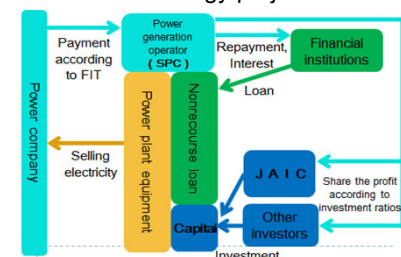 Power
generation
operator
( SPC )
Payment
according
to FIT
Repayment,
Interest
Financial
institutions
Loan
Power company
Power plant equipment
Nonrecourse loan
Selling
electricity
J A I C
Share the profit
according to
investment ratios
Capital
Other
investors
Investment